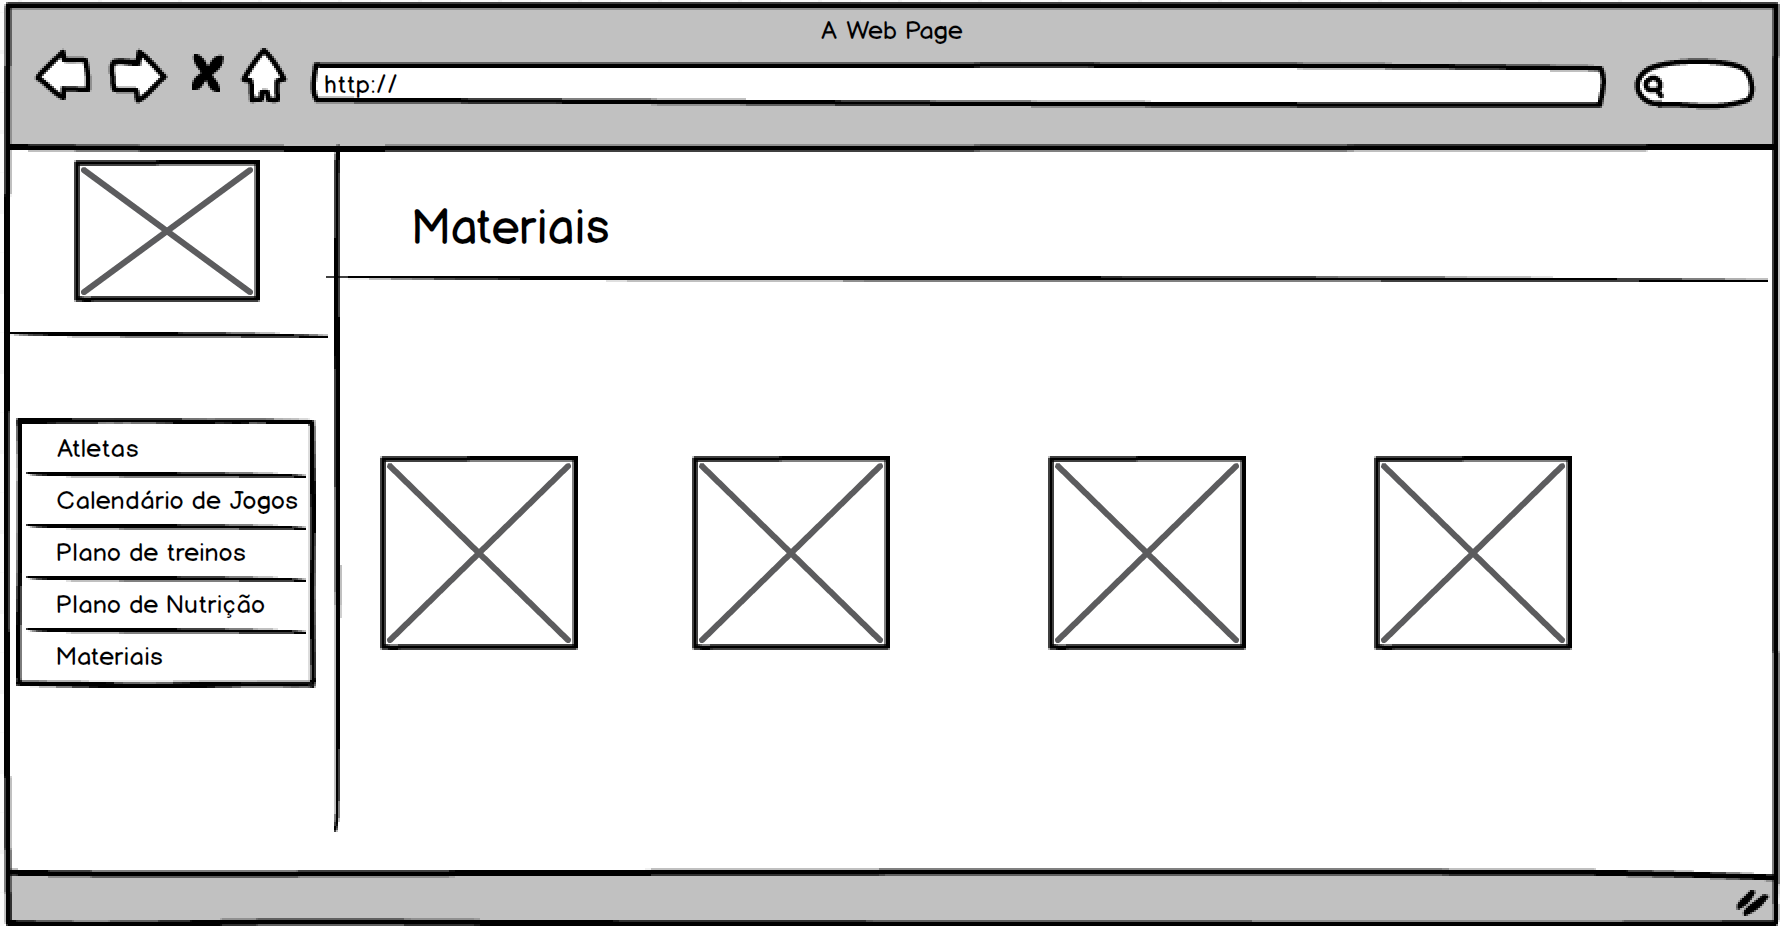 A Web Page
http://
Materiais
Atletas
Calendário de Jogos
Plano de treinos
Plano de Nutrição
Materiais